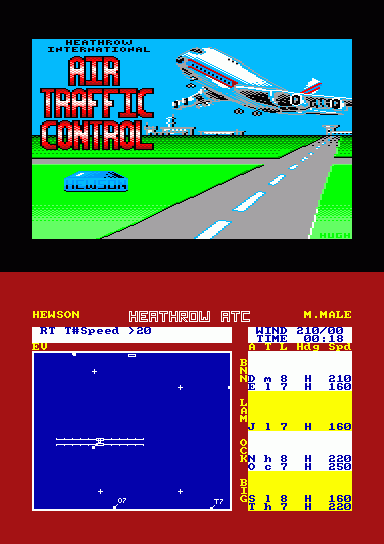 HEATHROW
INTERNATIONAL
AIR
TRAFFIC
CONTROL
HEWSON
HUGH
HEWSON HEATHROW ATC M.MALE
RT T#Speed >20 WIND 210/00
TIME 00:18
EU A T L Hdg Spd
BNN
D m 8 H 210
E l 7 H 160
LAM
J l 7 H 160
OCK
N h 8 H 220
O c 7 H 250
BIG
S l 8 H 160
T h 7 H 220
O7 T7